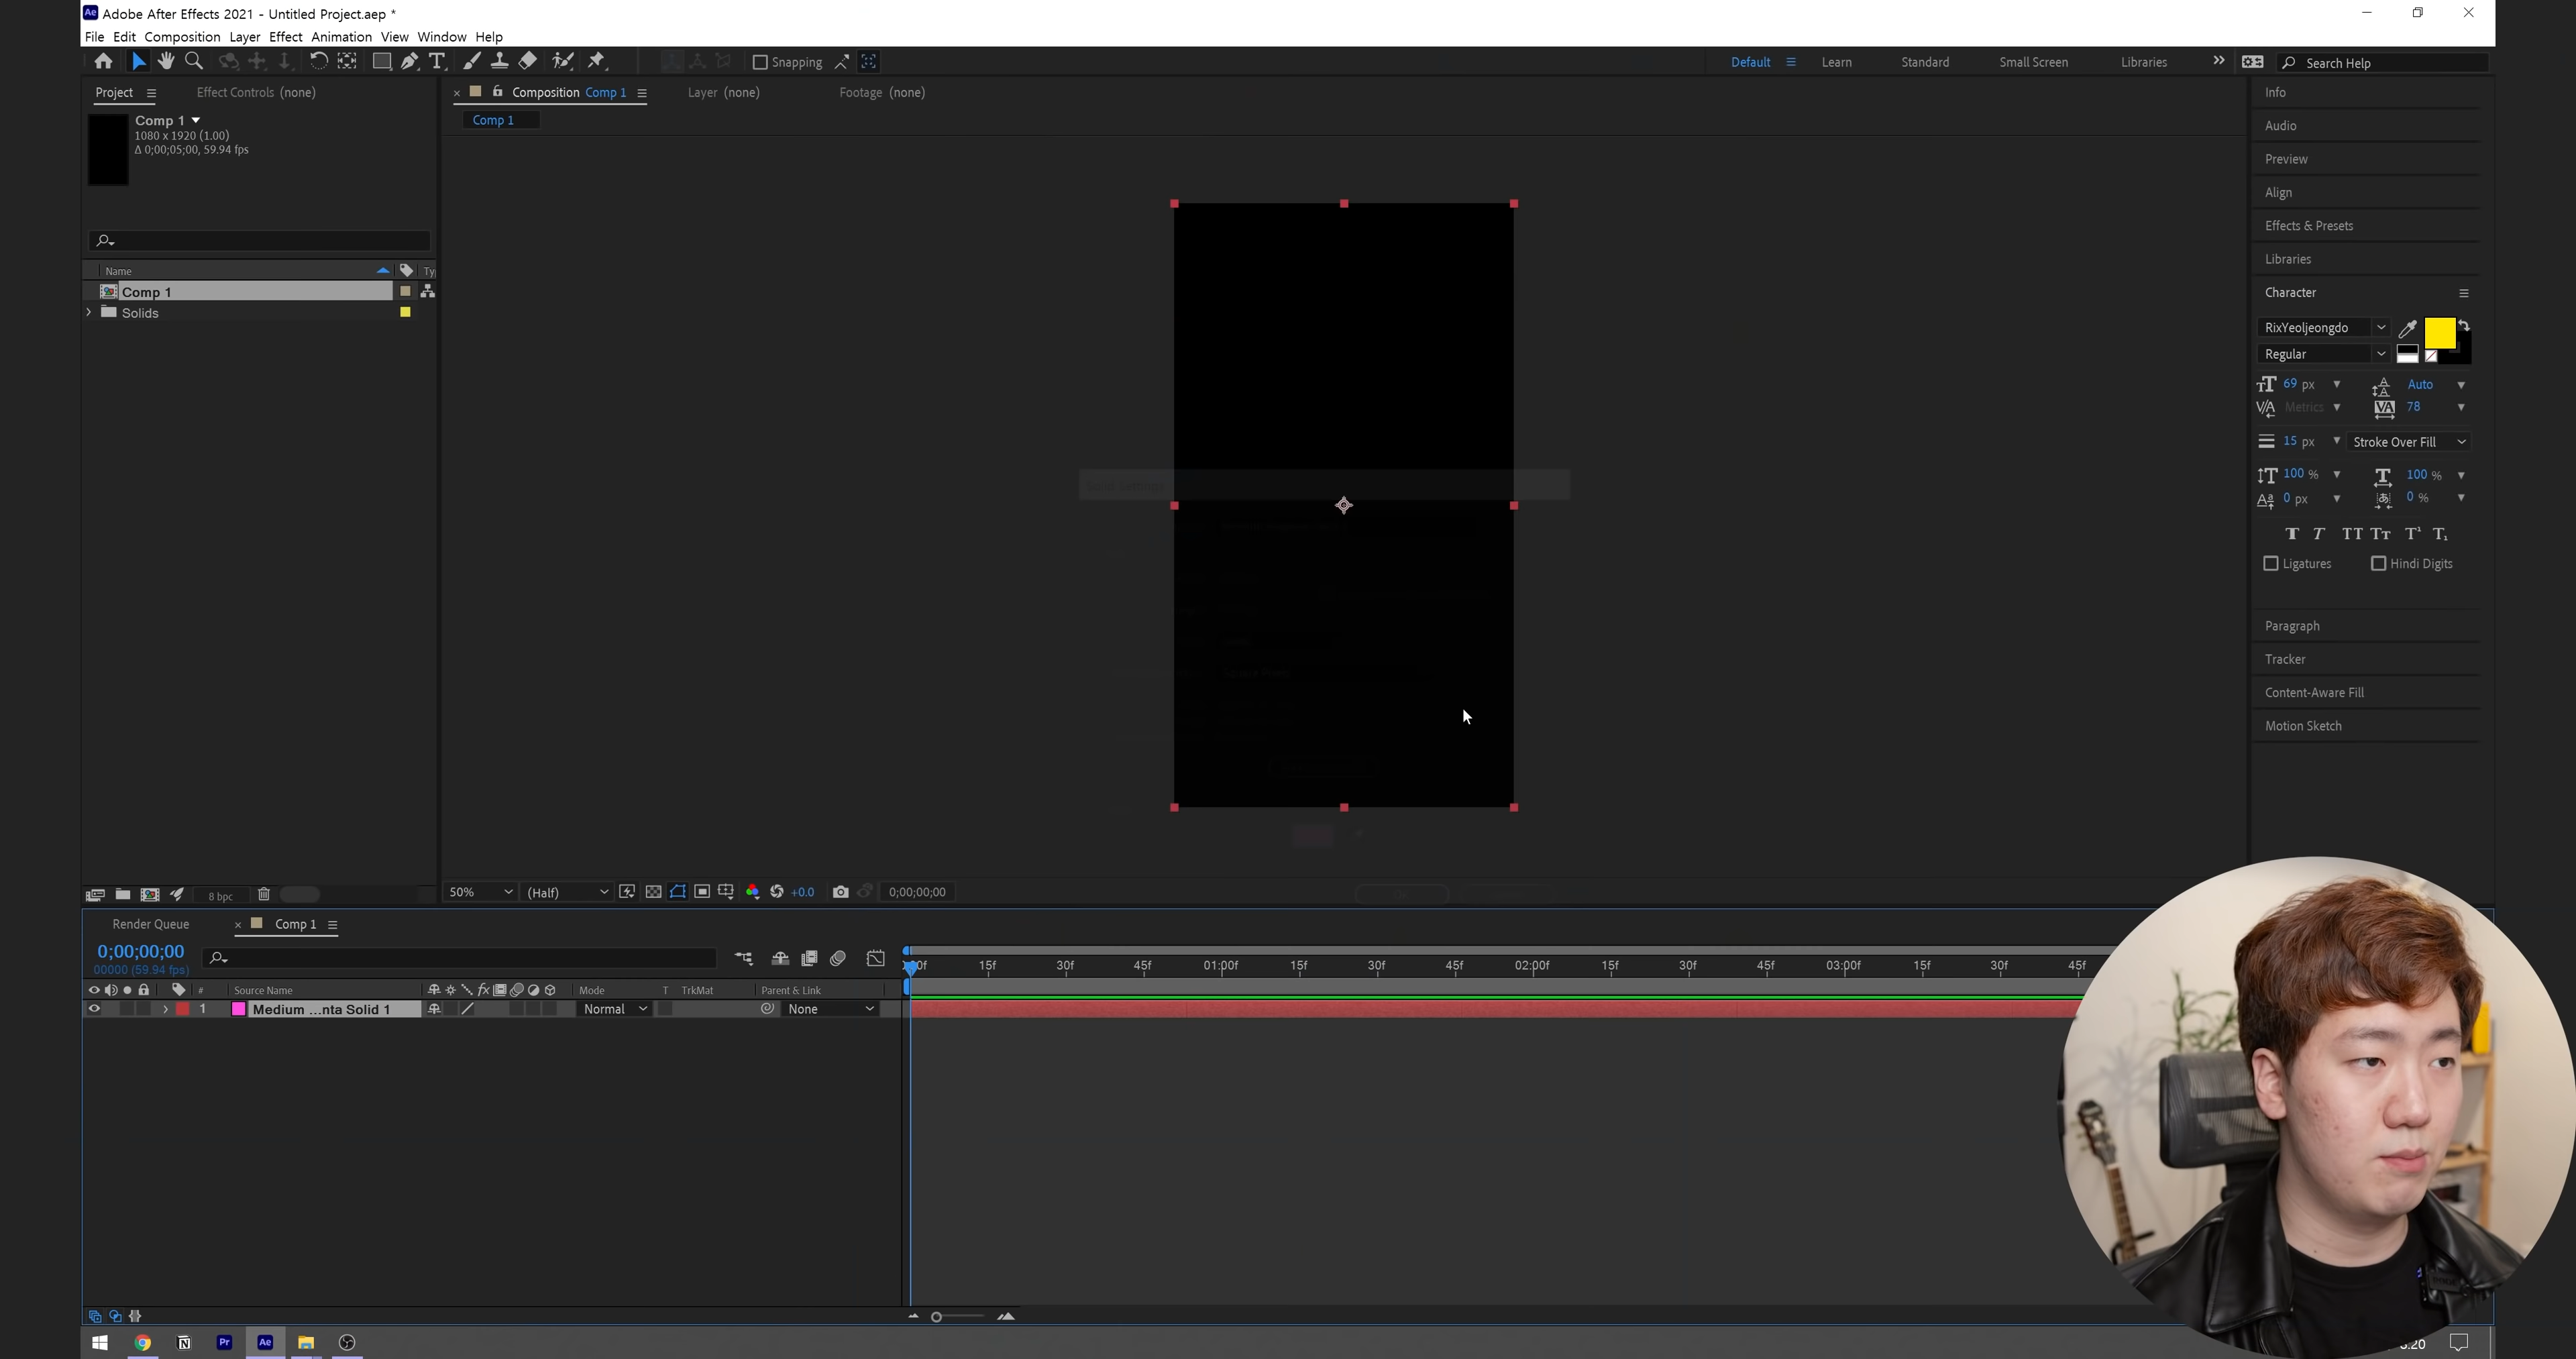 Adobe After Effects 2021 - Untitled Project.aep *
File Edit Composition Layer Effect Animation View Window Help
Snapping
Default Learn Standard Small Screen Libraries
Search Help
Project Effect Controls (none)
Composition Comp 1 Layer (none) Footage (none)
Comp 1
Comp 1
1080 x 1920 (1.00)
Δ 0;00;05;00, 59.94 fps
Name
Comp 1
Solids
8 bpc
50% (Half) +0.0 0;00;00;00
Info
Audio
Preview
Align
Effects & Presets
Libraries
Character
RixYeoljeongdo
Regular
69 px Auto
Metrics 78
15 px Stroke Over Fill
100 % 100 %
0 px 0 %
T T TT Tт T¹ T₁
Ligatures Hindi Digits
Paragraph
Tracker
Content-Aware Fill
Motion Sketch
Render Queue Comp 1
0;00;00;00
00000 (59.94 fps)
15f 30f 45f 01:00f 15f 30f 45f 02:00f 15f 30f 45f 03:00f 15f 30f 45f
# Source Name Mode T TrkMat Parent & Link
1 Medium ...nta Solid 1 Normal None
Pr Ae